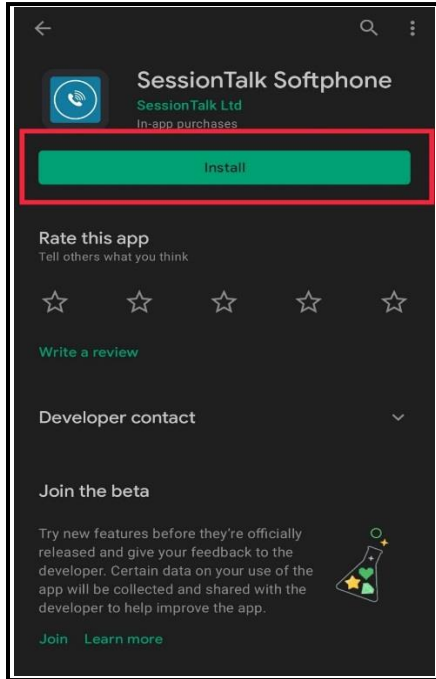 SessionTalk Softphone
SessionTalk Ltd
In-app purchases
Install
Rate this app
Tell others what you think
Write a review
Developer contact
Join the beta
Try new features before they're officially
released and give your feedback to the
developer. Certain data on your use of the
app will be collected and shared with the
developer to help improve the app.
Join Learn more